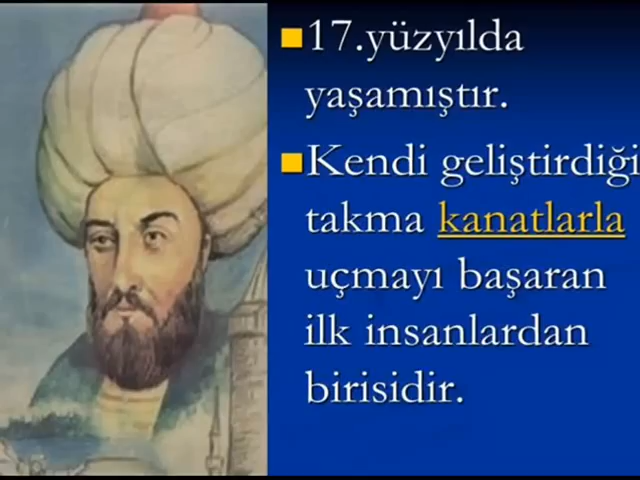 17.yüzyılda
yaşamıştır.
Kendi geliştirdiği
takma kanatlarla
uçmayı başaran
ilk insanlardan
birisidir.